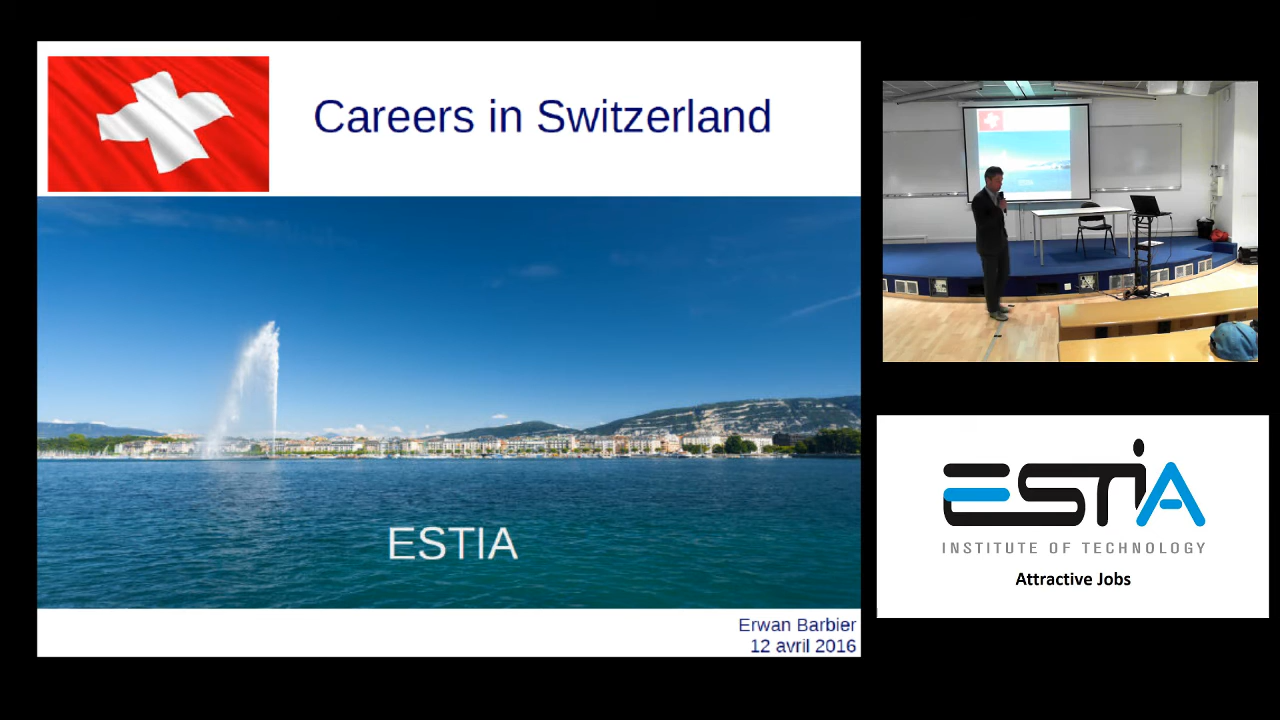 Careers in Switzerland
ESTIA
Erwan Barbier
12 avril 2016
ESTIA
INSTITUTE OF TECHNOLOGY
Attractive Jobs